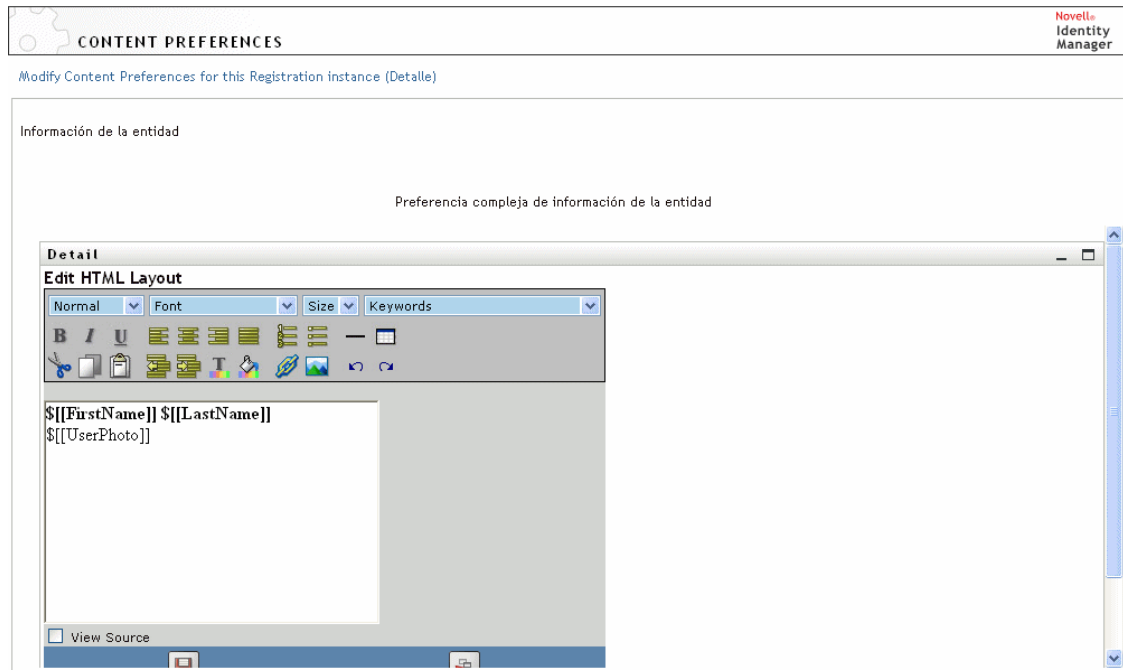 Novell®
Identity
Manager
CONTENT PREFERENCES
Modify Content Preferences for this Registration instance (Detalle)
Información de la entidad
Preferencia compleja de información de la entidad
Detail
Edit HTML Layout
Normal Font Size Keywords
B I U
T
$[[FirstName]] $[[LastName]]
$[[UserPhoto]]
View Source